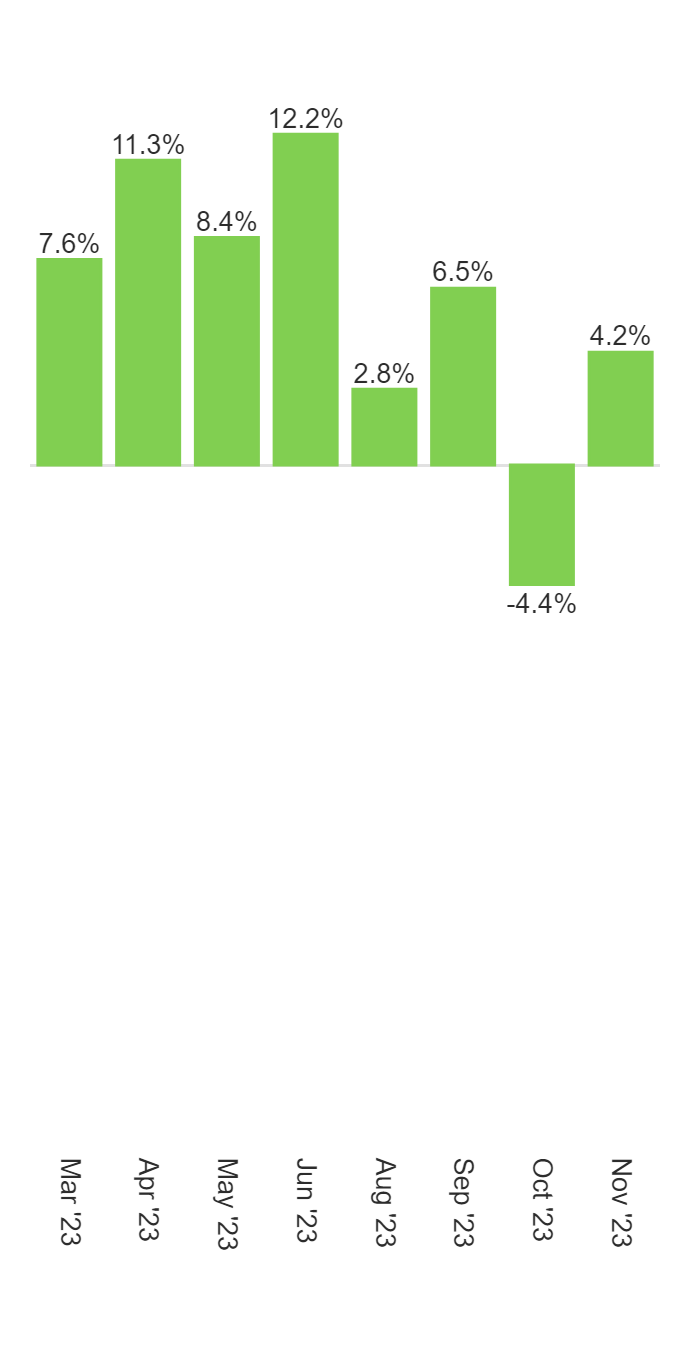 7.6%
11.3%
8.4%
12.2%
2.8%
6.5%
-4.4%
4.2%
Mar '23
Apr '23
May '23
Jun '23
Aug '23
Sep '23
Oct '23
Nov '23